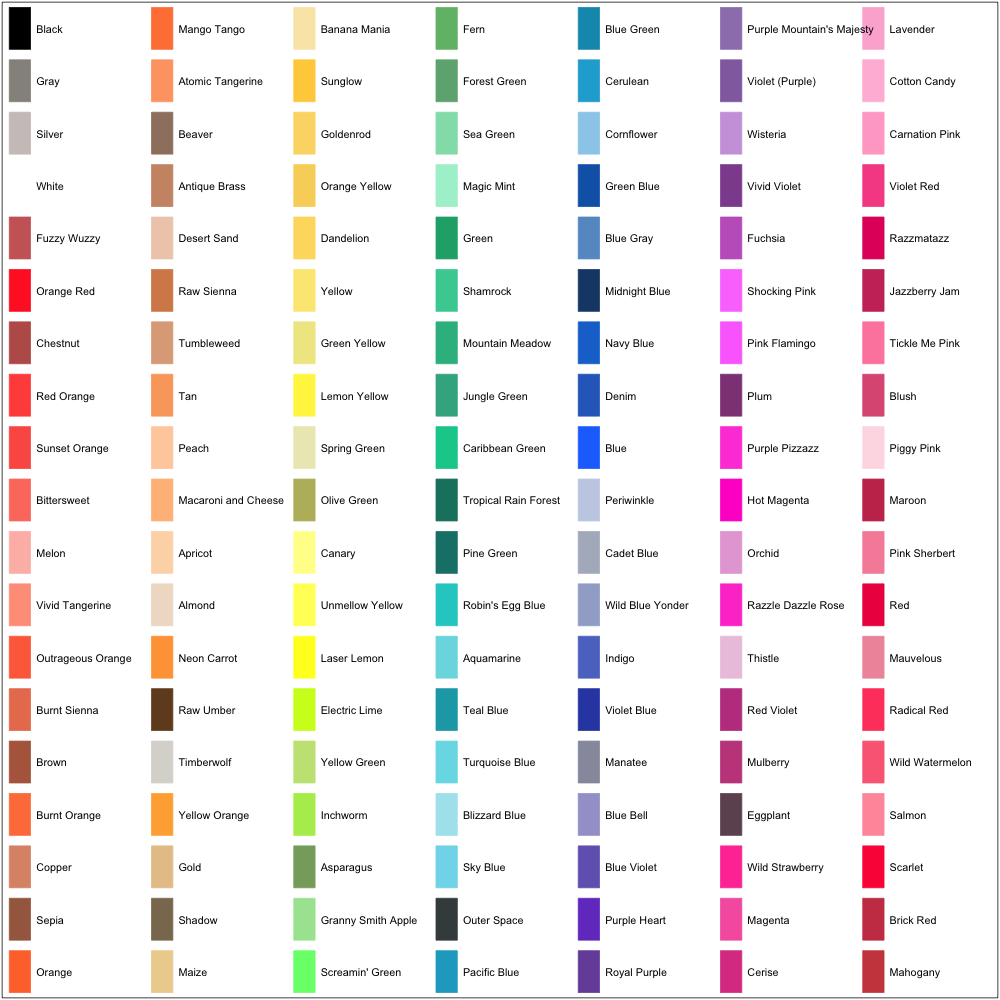 Black
Gray
Silver
White
Fuzzy Wuzzy
Orange Red
Chestnut
Red Orange
Sunset Orange
Bittersweet
Melon
Vivid Tangerine
Outrageous Orange
Burnt Sienna
Brown
Burnt Orange
Copper
Sepia
Orange
Mango Tango
Atomic Tangerine
Beaver
Antique Brass
Desert Sand
Raw Sienna
Tumbleweed
Tan
Peach
Macaroni and Cheese
Apricot
Almond
Neon Carrot
Raw Umber
Timberwolf
Yellow Orange
Gold
Shadow
Maize
Banana Mania
Sunglow
Goldenrod
Orange Yellow
Dandelion
Yellow
Green Yellow
Lemon Yellow
Spring Green
Olive Green
Canary
Unmellow Yellow
Laser Lemon
Electric Lime
Yellow Green
Inchworm
Asparagus
Granny Smith Apple
Screamin' Green
Fern
Forest Green
Sea Green
Magic Mint
Green
Shamrock
Mountain Meadow
Jungle Green
Caribbean Green
Tropical Rain Forest
Pine Green
Robin's Egg Blue
Aquamarine
Teal Blue
Turquoise Blue
Blizzard Blue
Sky Blue
Outer Space
Pacific Blue
Blue Green
Cerulean
Cornflower
Green Blue
Blue Gray
Midnight Blue
Navy Blue
Denim
Blue
Periwinkle
Cadet Blue
Wild Blue Yonder
Indigo
Violet Blue
Manatee
Blue Bell
Blue Violet
Purple Heart
Royal Purple
Purple Mountain's Majesty
Violet (Purple)
Wisteria
Vivid Violet
Fuchsia
Shocking Pink
Pink Flamingo
Plum
Purple Pizzazz
Hot Magenta
Orchid
Razzle Dazzle Rose
Thistle
Red Violet
Mulberry
Eggplant
Wild Strawberry
Magenta
Cerise
Lavender
Cotton Candy
Carnation Pink
Violet Red
Razzmatazz
Jazzberry Jam
Tickle Me Pink
Blush
Piggy Pink
Maroon
Pink Sherbert
Red
Mauvelous
Radical Red
Wild Watermelon
Salmon
Scarlet
Brick Red
Mahogany